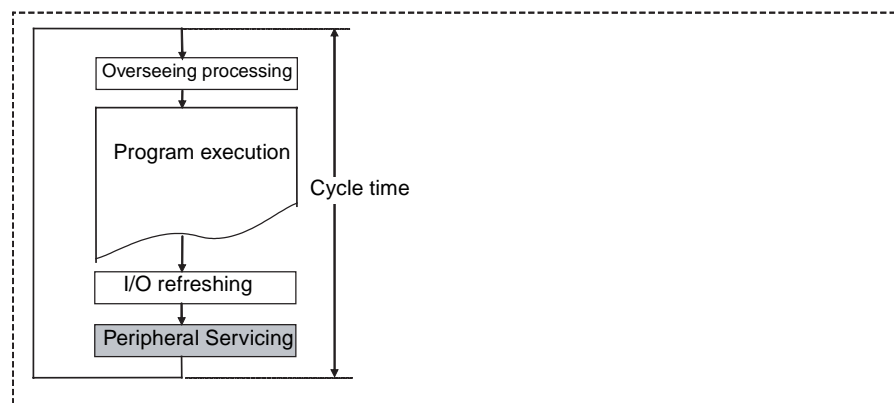 Overseeing processing
Program execution
Cycle time
I/O refreshing
Peripheral Servicing